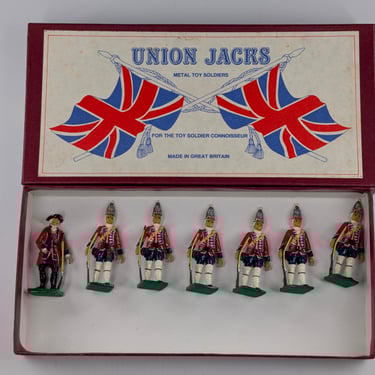 UNION JACKS
METAL TOY SOLDIERS
FOR THE TOY SOLDIER CONNOISSEUR
MADE IN GREAT BRITAIN